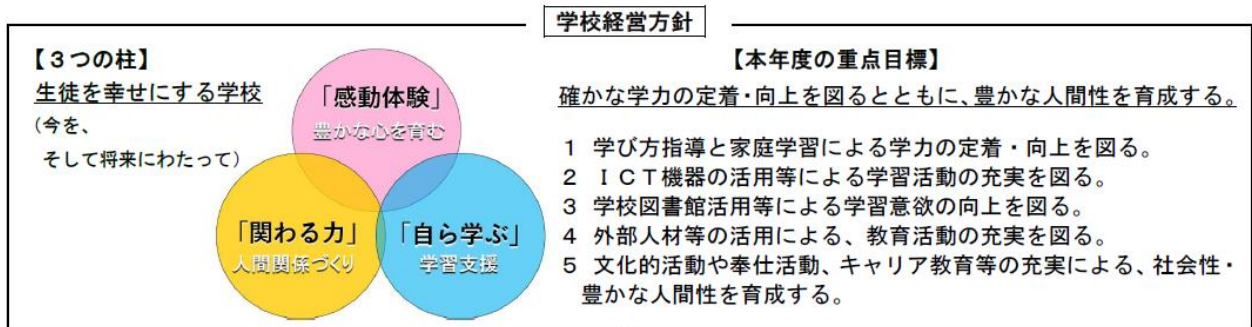 学校経営方針
【３つの柱】
生徒を幸せにする学校
(今を、
そして将来にわたって)
「感動体験」
豊かな心を育む
「関わる力」
人間関係づくり
「自ら学ぶ」
学習支援
【本年度の重点目標】
確かな学力の定着・向上を図るとともに、豊かな人間性を育成する。
１　学び方指導と家庭学習による学力の定着・向上を図る。
２　ＩＣＴ機器の活用等による学習活動の充実を図る。
３　学校図書館活用等による学習意欲の向上を図る。
４　外部人材等の活用による、教育活動の充実を図る。
５　文化的活動や奉仕活動、キャリア教育等の充実による、社会性・
豊かな人間性を育成する。